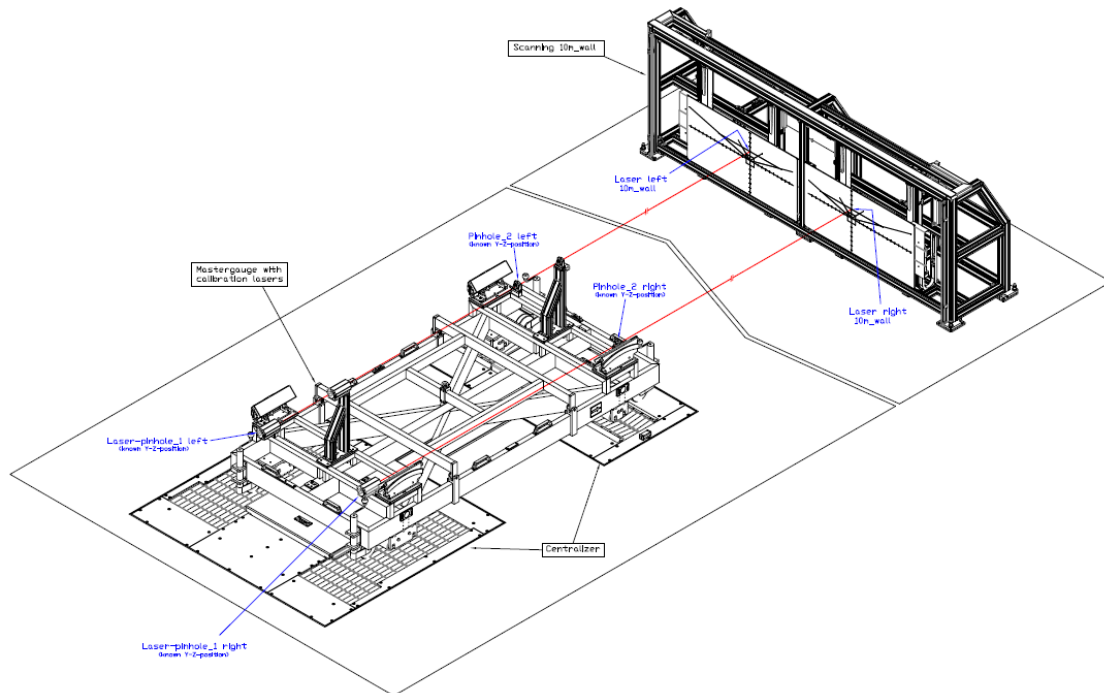 Scanning 10m_wall
Laser left
10m_wall
Pinhole_2 left
(known Y-Z-position)
Mastergauge with
calibration lasers
Pinhole_2 right
(known Y-Z-position)
Laser right
10m_wall
Laser-pinhole_1 left
(known Y-Z-position)
Centralizer
Laser-pinhole_1 right
(known Y-Z-position)